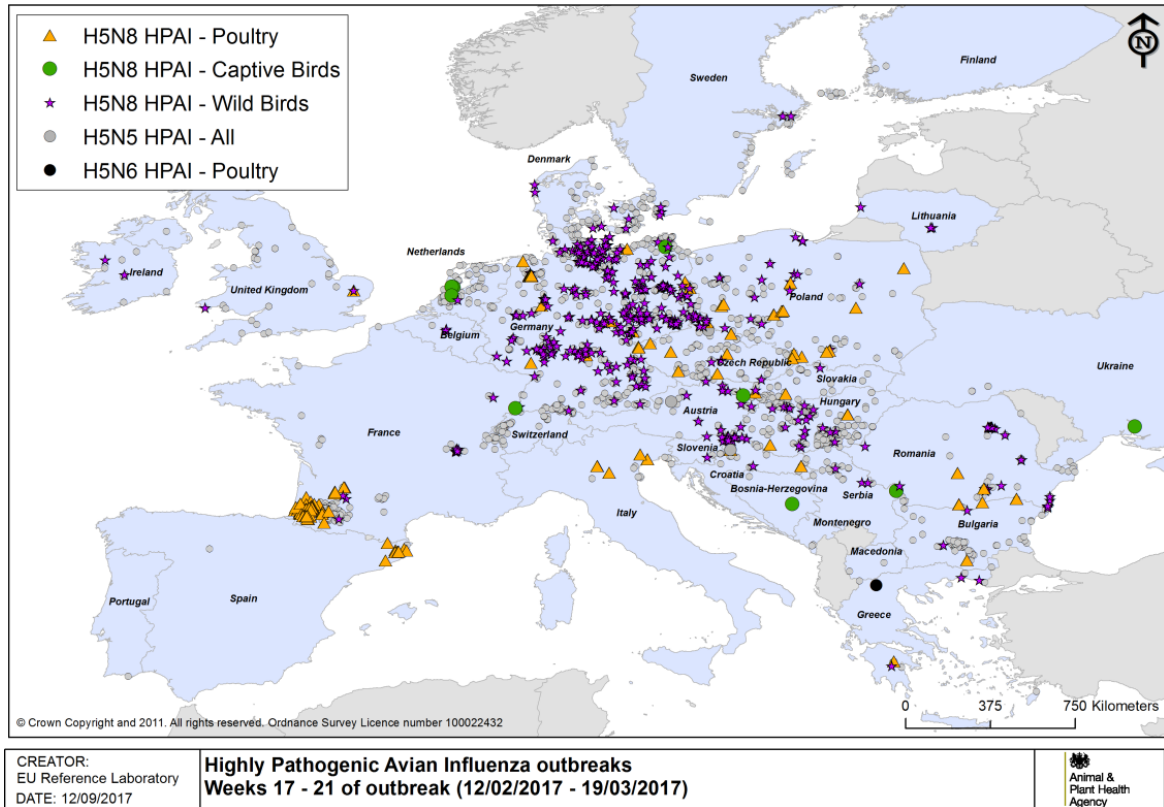 H5N8 HPAI - Poultry
H5N8 HPAI - Captive Birds
H5N8 HPAI - Wild Birds
H5N5 HPAI - All
H5N6 HPAI - Poultry
N
Finland
Sweden
Denmark
Lithuania
Netherlands
Ireland
United Kingdom
Poland
Germany
Belgium
Czech Republic
Ukraine
Slovakia
Hungary
Austria
France
Switzerland
Slovenia
Romania
Croatia
Bosnia-Herzegovina
Serbia
Italy
Montenegro
Bulgaria
Macedonia
Portugal
Spain
Greece
0 375 750 Kilometers
© Crown Copyright and 2011. All rights reserved. Ordnance Survey Licence number 100022432
CREATOR:
EU Reference Laboratory
DATE: 12/09/2017
Highly Pathogenic Avian Influenza outbreaks
Weeks 17 - 21 of outbreak (12/02/2017 - 19/03/2017)
Animal &
Plant Health
Agency